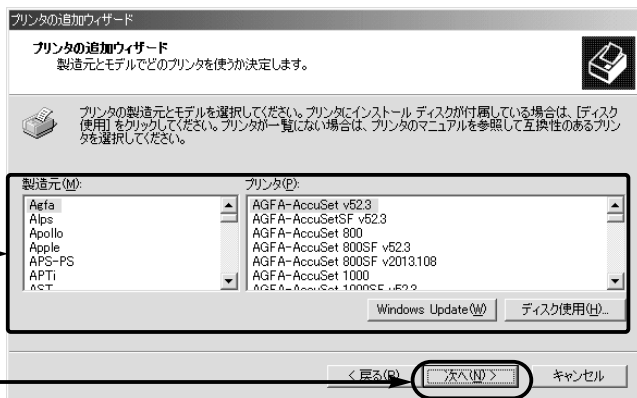 プリンタの追加ウィザード
プリンタの追加ウィザード
製造元とモデルでどのプリンタを使うか決定します。
プリンタの製造元とモデルを選択してください。プリンタにインストール ディスクが付属している場合は、[ディスク
使用] をクリックしてください。プリンタが一覧にない場合は、プリンタのマニュアルを参照して互換性のあるプリン
タを選択してください。
製造元(M):
Agfa
Alps
Apollo
Apple
APS-PS
APTi
AST
プリンタ(P):
AGFA-AccuSet v52.3
AGFA-AccuSetSF v52.3
AGFA-AccuSet 800
AGFA-AccuSet 800SF v52.3
AGFA-AccuSet 800SF v2013.108
AGFA-AccuSet 1000
AGFA-AccuSet 1000SF v52.3
Windows Update(W)
ディスク使用(H)...
< 戻る(B)
次へ(N) >
キャンセル